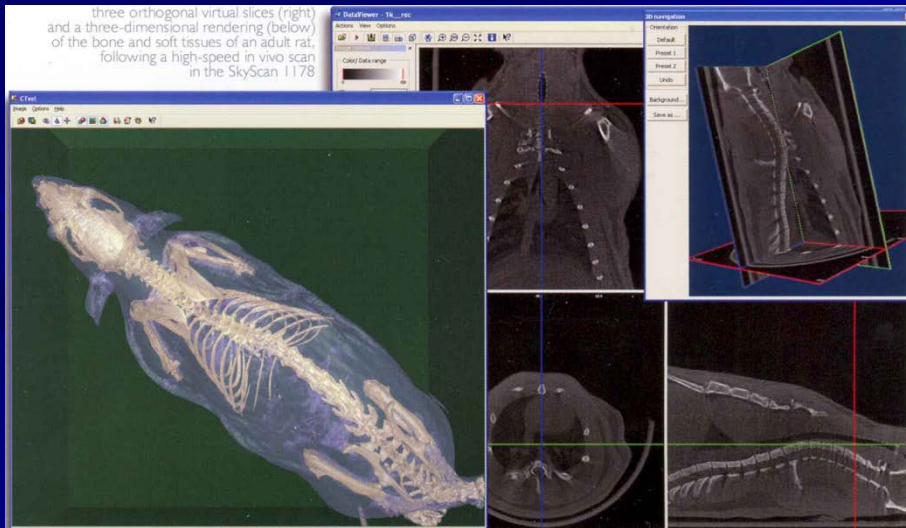 three orthogonal virtual slices (right)
and a three-dimensional rendering (below)
of the bone and soft tissues of an adult rat,
following a high-speed in vivo scan
in the SkyScan 1178
DataViewer - 1k__rec
Actions View Options
Color/ Data range
3D navigation
Orientation
Default
Preset 1
Preset 2
Undo
Background...
Save as ...
CTvol
Image Options Help